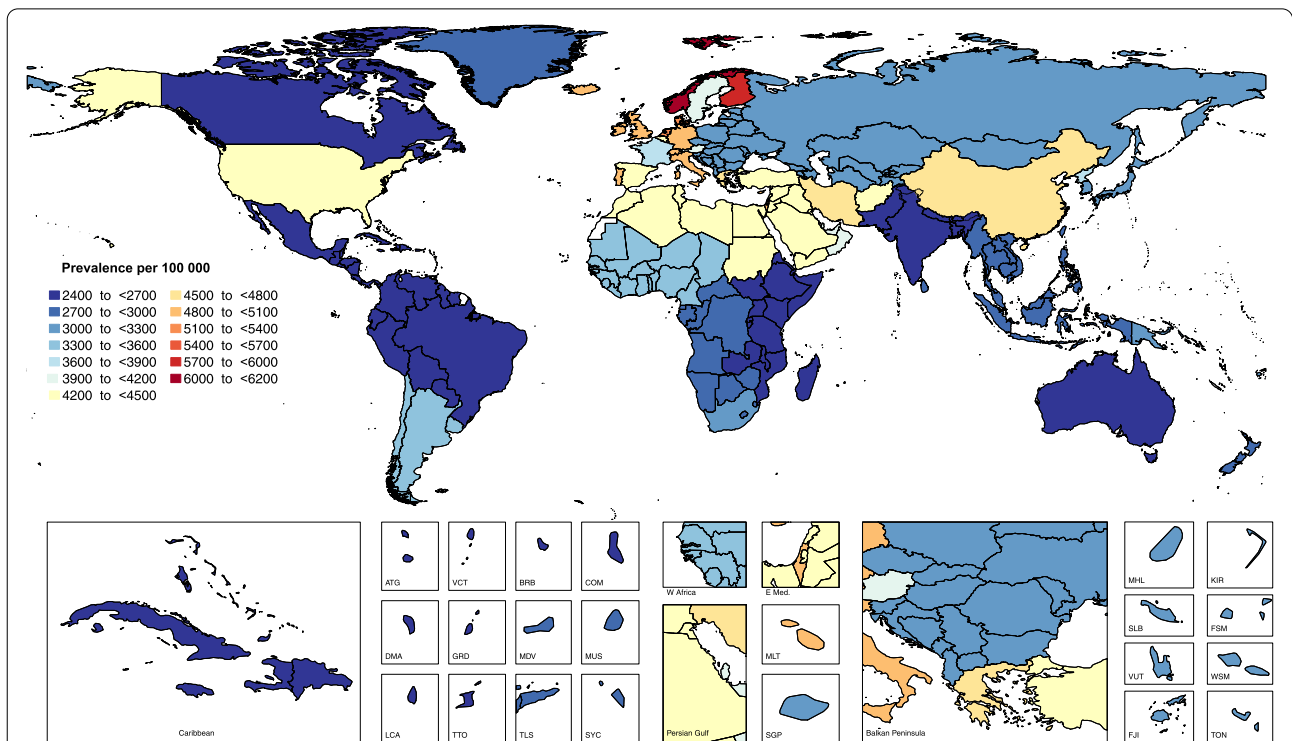 Prevalence per 100 000
2400 to <2700
2700 to <3000
3000 to <3300
3300 to <3600
3600 to <3900
3900 to <4200
4200 to <4500
4500 to <4800
4800 to <5100
5100 to <5400
5400 to <5700
5700 to <6000
6000 to <6200
Caribbean
ATG
VCT
BRB
COM
DMA
GRD
MDV
MUS
LCA
TTO
TLS
SYC
W Africa
E Med.
Persian Gulf
MLT
SGP
Balkan Peninsula
MHL
KIR
SLB
FSM
VUT
WSM
FJI
TON